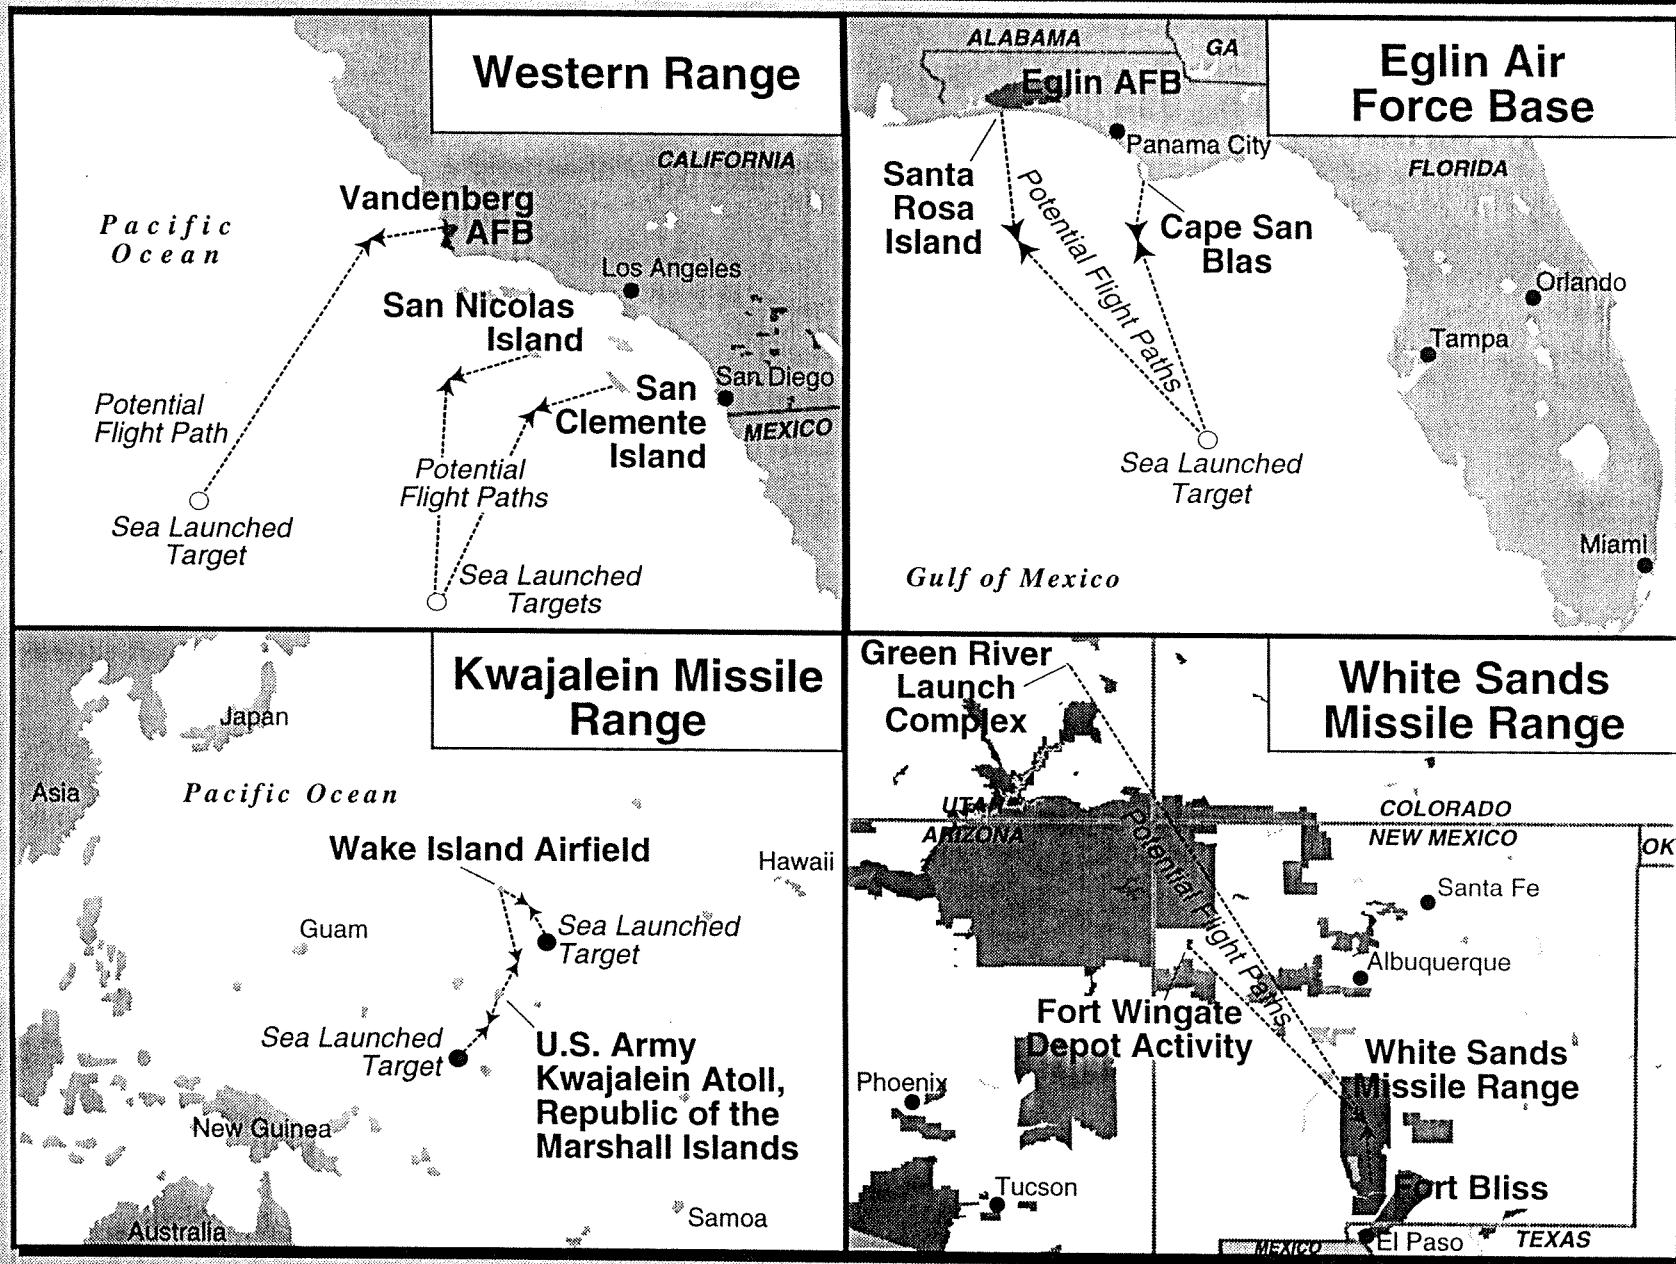 Western Range
CALIFORNIA
Vandenberg
AFB
Pacific
Ocean
Los Angeles
San Nicolas
Island
San Diego
San
Clemente
Island
MEXICO
Potential
Flight Path
Potential
Flight Paths
Sea Launched
Target
Sea Launched
Targets
Eglin Air
Force Base
ALABAMA
GA
Eglin AFB
Panama City
FLORIDA
Santa
Rosa
Island
Potential Flight Paths
Cape San
Blas
Orlando
Tampa
Sea Launched
Target
Miami
Gulf of Mexico
Kwajalein Missile
Range
Japan
Asia
Pacific Ocean
Wake Island Airfield
Hawaii
Guam
Sea Launched
Target
Sea Launched
Target
U.S. Army
Kwajalein Atoll,
Republic of the
Marshall Islands
New Guinea
Samoa
Australia
White Sands
Missile Range
Green River
Launch
Complex
UTAH
COLORADO
ARIZONA
NEW MEXICO
OK
Potential Flight Paths
Santa Fe
Albuquerque
Fort Wingate
Depot Activity
White Sands
Missile Range
Phoenix
Tucson
Fort Bliss
El Paso
TEXAS
MEXICO